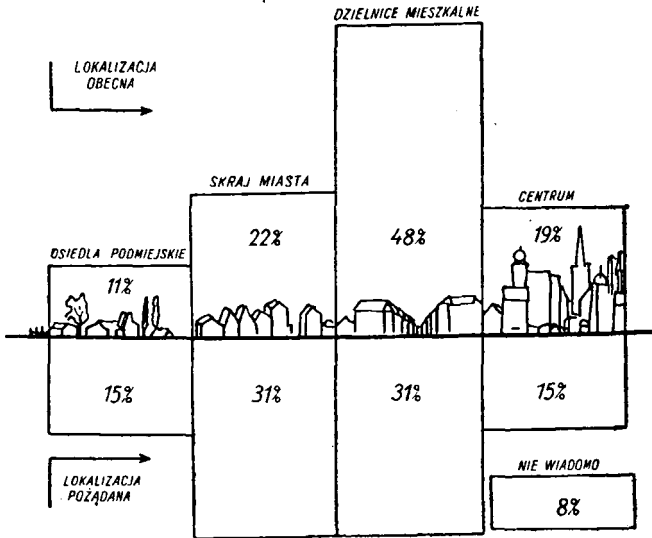 DZIELNICE MIESZKALNE
LOKALIZACJA
OBECNA
SKRAJ MIASTA
CENTRUM
22%
48%
19%
OSIEDLA PODMIEJSKIE
11%
15%
31%
31%
15%
LOKALIZACJA
POŻĄDANA
NIE WIADOMO
8%